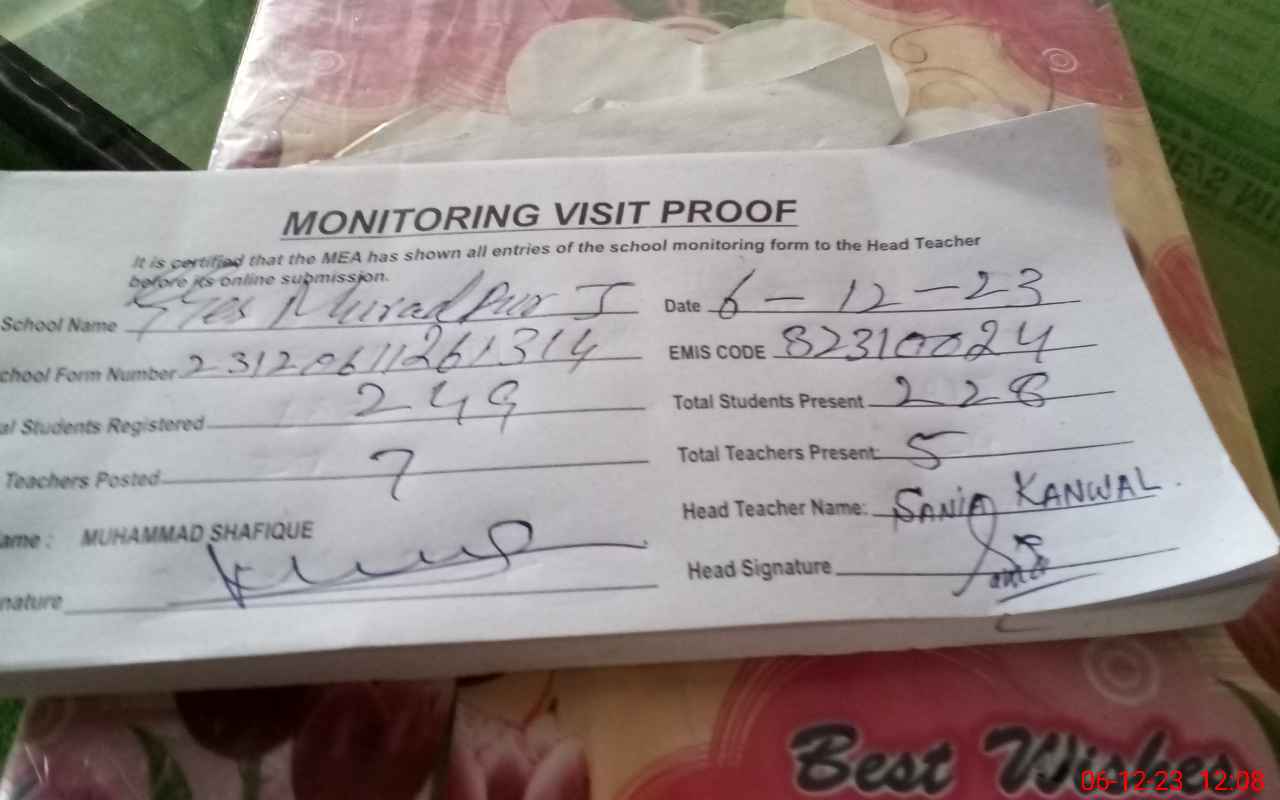 MONITORING VISIT PROOF
It is certified that the MEA has shown all entries of the school monitoring form to the Head Teacher
before its online submission.
School Name Muradpur I Date 6-12-23
chool Form Number 23120611261314 EMIS CODE 82310024
al Students Registered 249 Total Students Present 228
Teachers Posted 7 Total Teachers Present: 5
ame : MUHAMMAD SHAFIQUE Head Teacher Name: SANIA KANWAL.
nature Head Signature
Best Wishes
06-12-23 12:08